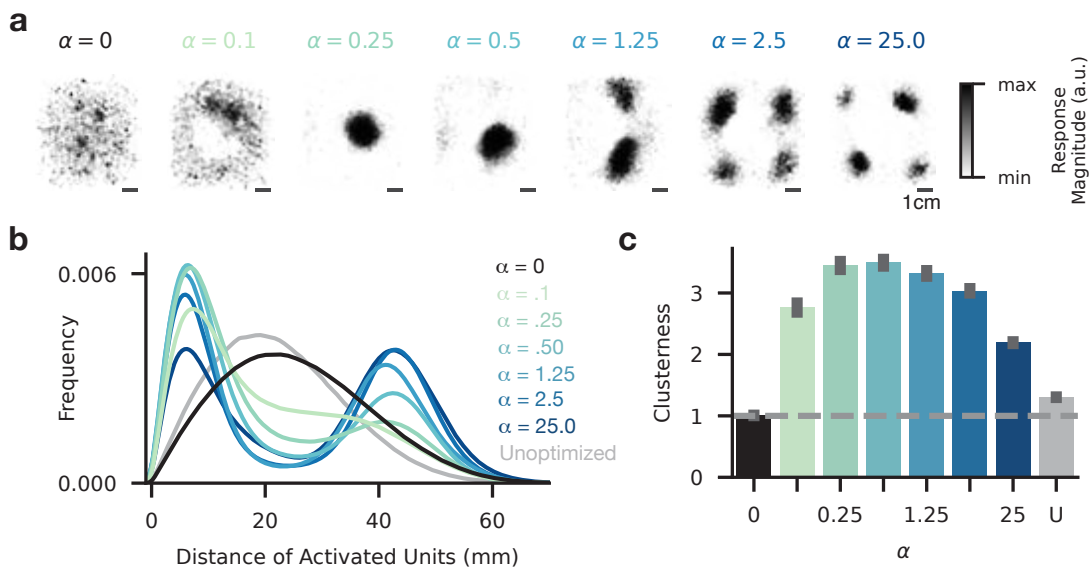 a
α = 0
α = 0.1
α = 0.25
α = 0.5
α = 1.25
α = 2.5
α = 25.0
max
min
Response
Magnitude (a.u.)
1cm
b
0.006
0.000
Frequency
0
20
40
60
Distance of Activated Units (mm)
α = 0
α = .1
α = .25
α = .50
α = 1.25
α = 2.5
α = 25.0
Unoptimized
c
Clusterness
3
2
1
0
0
0.25
1.25
25
U
α